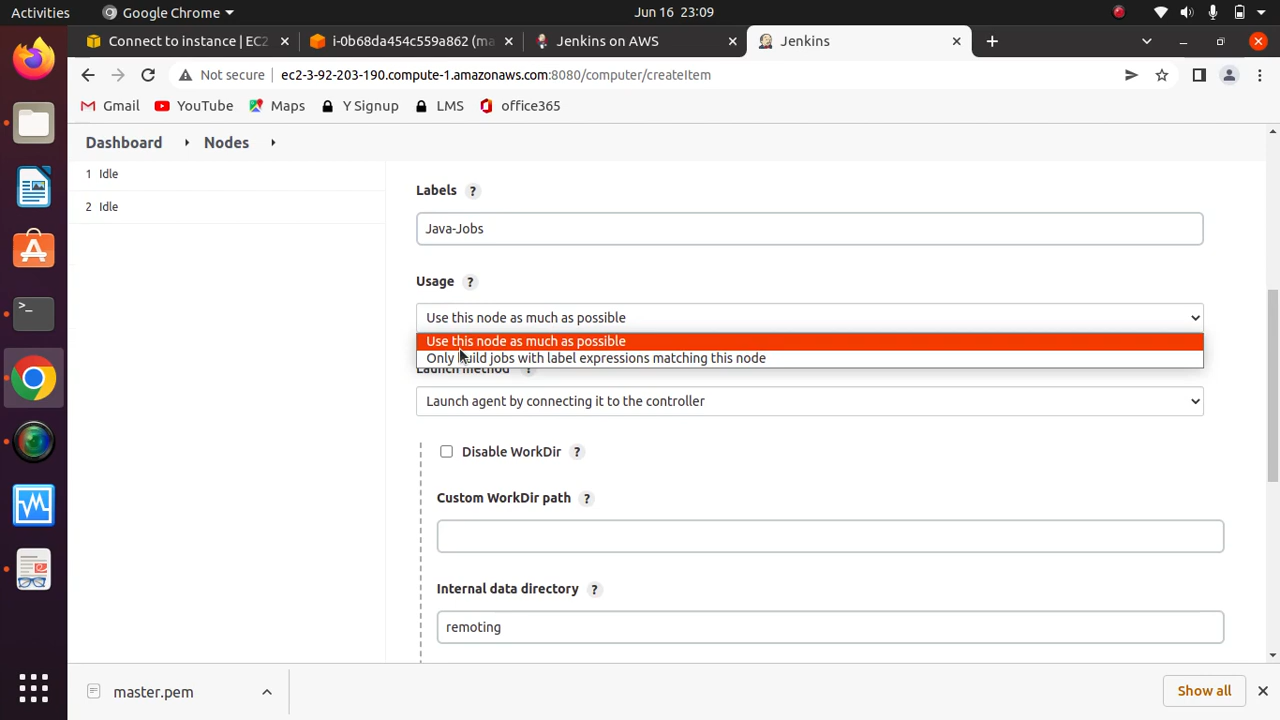 Activities
Google Chrome
Jun 16 23:09
Connect to instance | EC2
i-0b68da454c559a862 (ma
Jenkins on AWS
Jenkins
Not secure
ec2-3-92-203-190.compute-1.amazonaws.com:8080/computer/createItem
Gmail
YouTube
Maps
Y Signup
LMS
office365
Dashboard
Nodes
1 Idle
2 Idle
Labels ?
Java-Jobs
Usage ?
Use this node as much as possible
Use this node as much as possible
Only build jobs with label expressions matching this node
Launch method ?
Launch agent by connecting it to the controller
Disable WorkDir ?
Custom WorkDir path ?
Internal data directory ?
remoting
master.pem
Show all